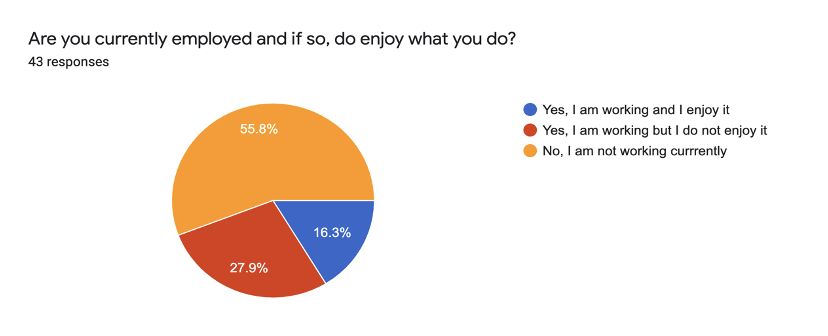 Are you currently employed and if so, do enjoy what you do?
43 responses
55.8%
16.3%
27.9%
Yes, I am working and I enjoy it
Yes, I am working but I do not enjoy it
No, I am not working currrently